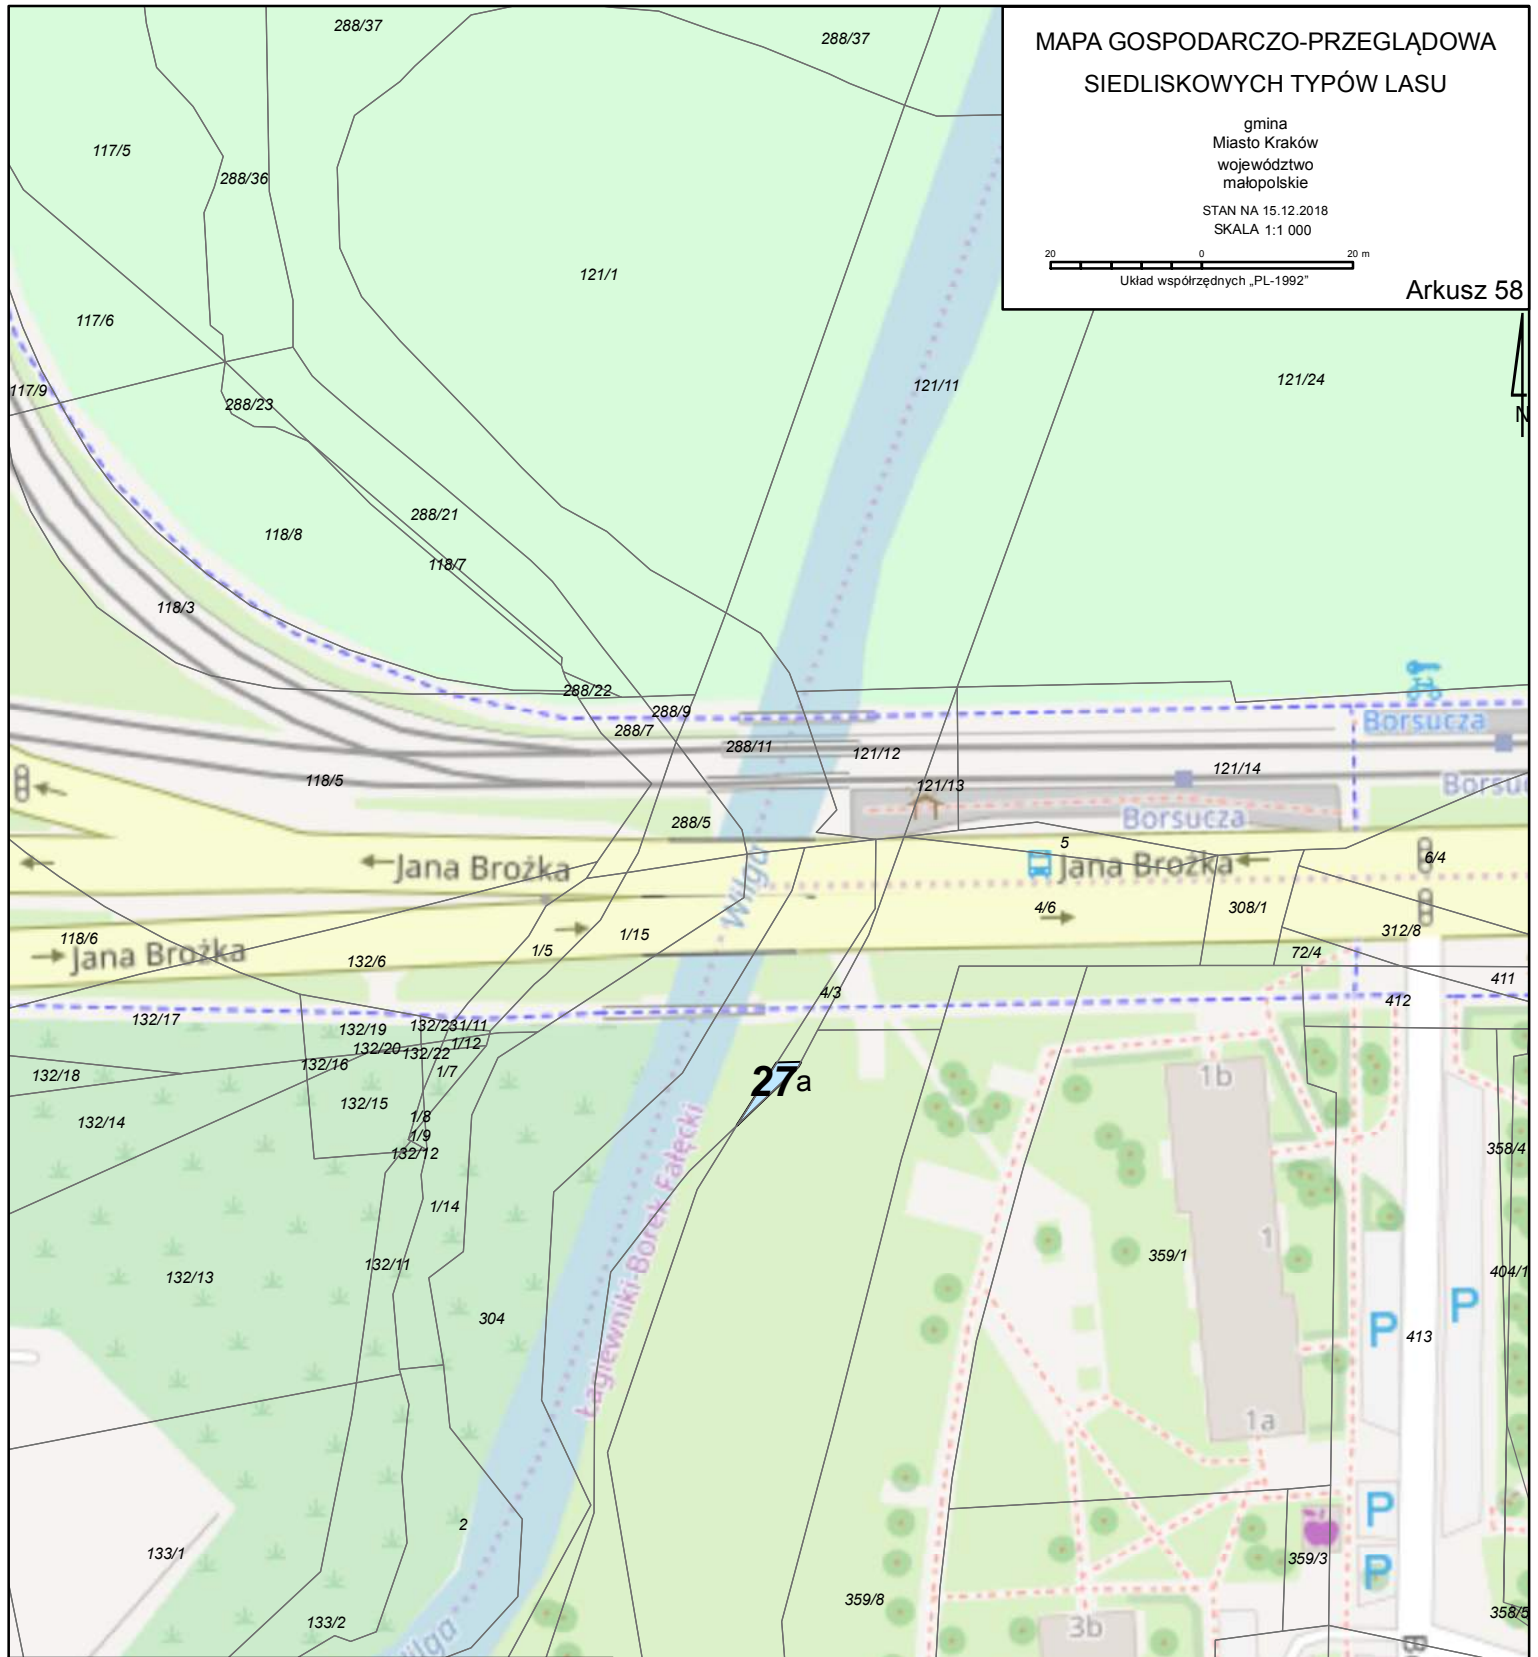 MAPA GOSPODARCZO-PRZEGLĄDOWA
SIEDLISKOWYCH TYPÓW LASU
gmina
Miasto Kraków
województwo
małopolskie
STAN NA 15.12.2018
SKALA 1:1 000
20 0 20 m
Układ współrzędnych „PL-1992”
Arkusz 58
N
288/37
288/37
117/5
288/36
121/1
117/6
121/11
121/24
117/9
288/23
288/21
118/8
118/7
118/3
288/22
288/9
288/7
Borsucza
288/11
121/12
118/5
121/14
121/13
288/5
Borsucza
5
Jana Brożka
Jana Brożka
6/4
Wilga
4/6
308/1
118/6
Jana Brożka
132/6
1/5
1/15
312/8
72/4
411
4/3
412
132/17
132/19
132/23
1/11
132/20
1/12
132/22
132/16
1/7
132/18
27a
1b
132/15
132/14
1/8
1/9
132/12
358/4
Łagiewniki-Borek Fałęcki
1/14
1
359/1
132/11
132/13
404/1
P
P
304
413
1a
P
2
133/1
359/3
P
359/8
358/5
133/2
3b
Wilga